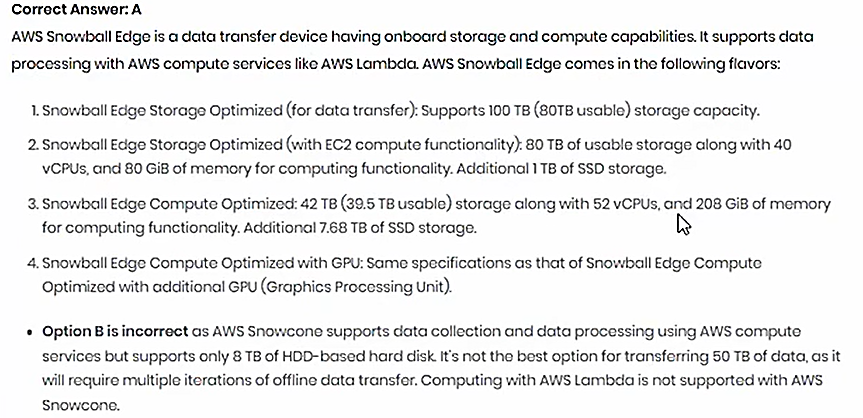 Correct Answer: A
AWS Snowball Edge is a data transfer device having onboard storage and compute capabilities. It supports data
processing with AWS compute services like AWS Lambda. AWS Snowball Edge comes in the following flavors:
1. Snowball Edge Storage Optimized (for data transfer): Supports 100 TB (80TB usable) storage capacity.
2. Snowball Edge Storage Optimized (with EC2 compute functionality): 80 TB of usable storage along with 40
vCPUs, and 80 GiB of memory for computing functionality. Additional 1 TB of SSD storage.
3. Snowball Edge Compute Optimized: 42 TB (39.5 TB usable) storage along with 52 vCPUs, and 208 GiB of memory
for computing functionality. Additional 7.68 TB of SSD storage.
4. Snowball Edge Compute Optimized with GPU: Same specifications as that of Snowball Edge Compute
Optimized with additional GPU (Graphics Processing Unit).
• Option B is incorrect as AWS Snowcone supports data collection and data processing using AWS compute
services but supports only 8 TB of HDD-based hard disk. It's not the best option for transferring 50 TB of data, as it
will require multiple iterations of offline data transfer. Computing with AWS Lambda is not supported with AWS
Snowcone.